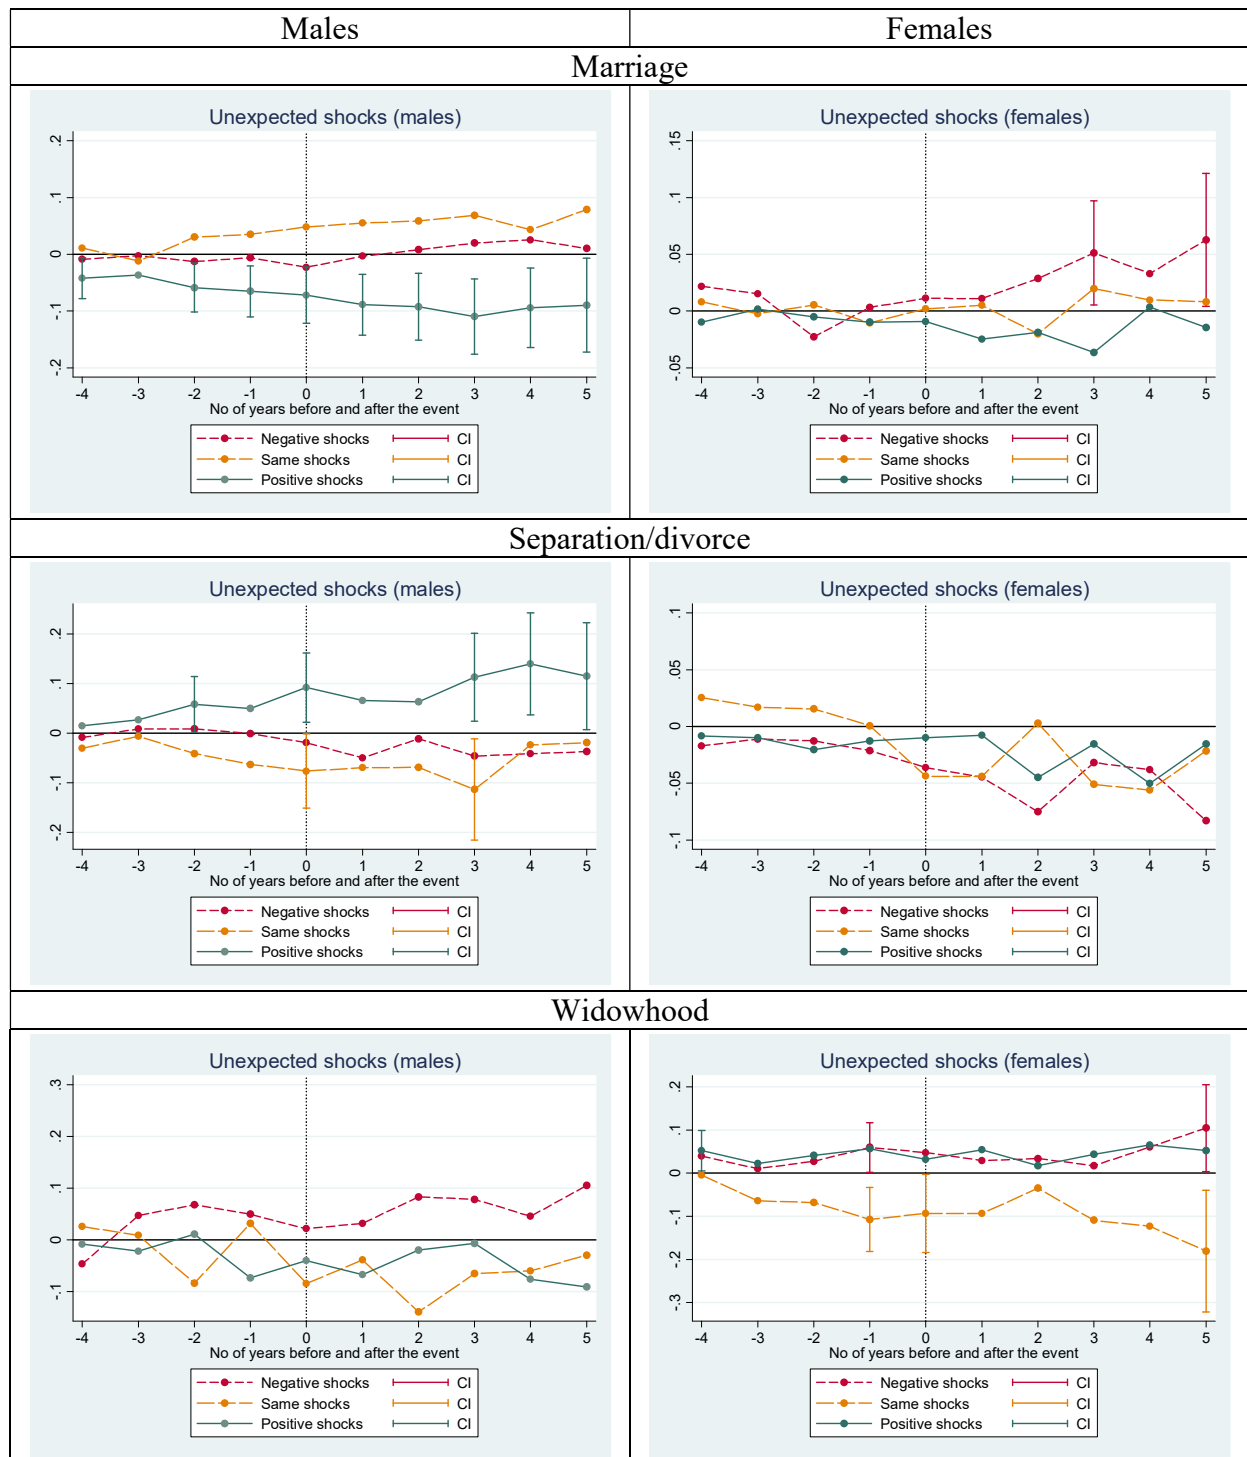 Males Females
Marriage
Unexpected shocks (males)
.2
.1
0
-.1
-.2
-4 -3 -2 -1 0 1 2 3 4 5
No of years before and after the event
Negative shocks CI
Same shocks CI
Positive shocks CI
Unexpected shocks (females)
.15
.1
.05
0
-.05
-4 -3 -2 -1 0 1 2 3 4 5
No of years before and after the event
Negative shocks CI
Same shocks CI
Positive shocks CI
Separation/divorce
Unexpected shocks (males)
.2
.1
0
-.1
-.2
-4 -3 -2 -1 0 1 2 3 4 5
No of years before and after the event
Negative shocks CI
Same shocks CI
Positive shocks CI
Unexpected shocks (females)
.1
.05
0
-.05
-.1
-4 -3 -2 -1 0 1 2 3 4 5
No of years before and after the event
Negative shocks CI
Same shocks CI
Positive shocks CI
Widowhood
Unexpected shocks (males)
.3
.2
.1
0
-.1
-4 -3 -2 -1 0 1 2 3 4 5
No of years before and after the event
Negative shocks CI
Same shocks CI
Positive shocks CI
Unexpected shocks (females)
.2
.1
0
-.1
-.2
-.3
-4 -3 -2 -1 0 1 2 3 4 5
No of years before and after the event
Negative shocks CI
Same shocks CI
Positive shocks CI